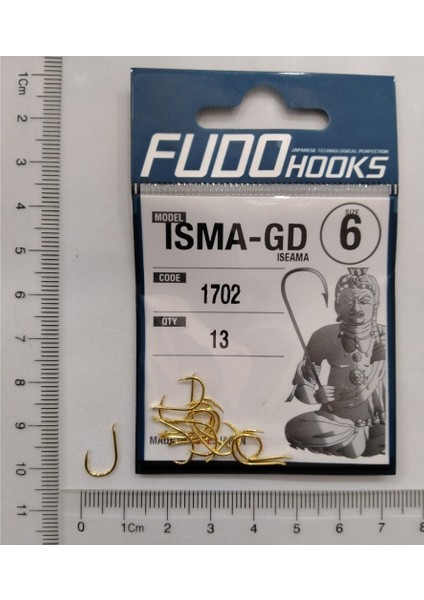 FUDO HOOKS
JAPANESE TECHNOLOGICAL PERFECTION
MODEL
ISMA-GD
ISEAMA
SIZE
6
CODE
1702
QTY
13
1Cm
2
3
4
5
6
7
8
9
10
11
0 1Cm 2 3 4 5 6 7 8